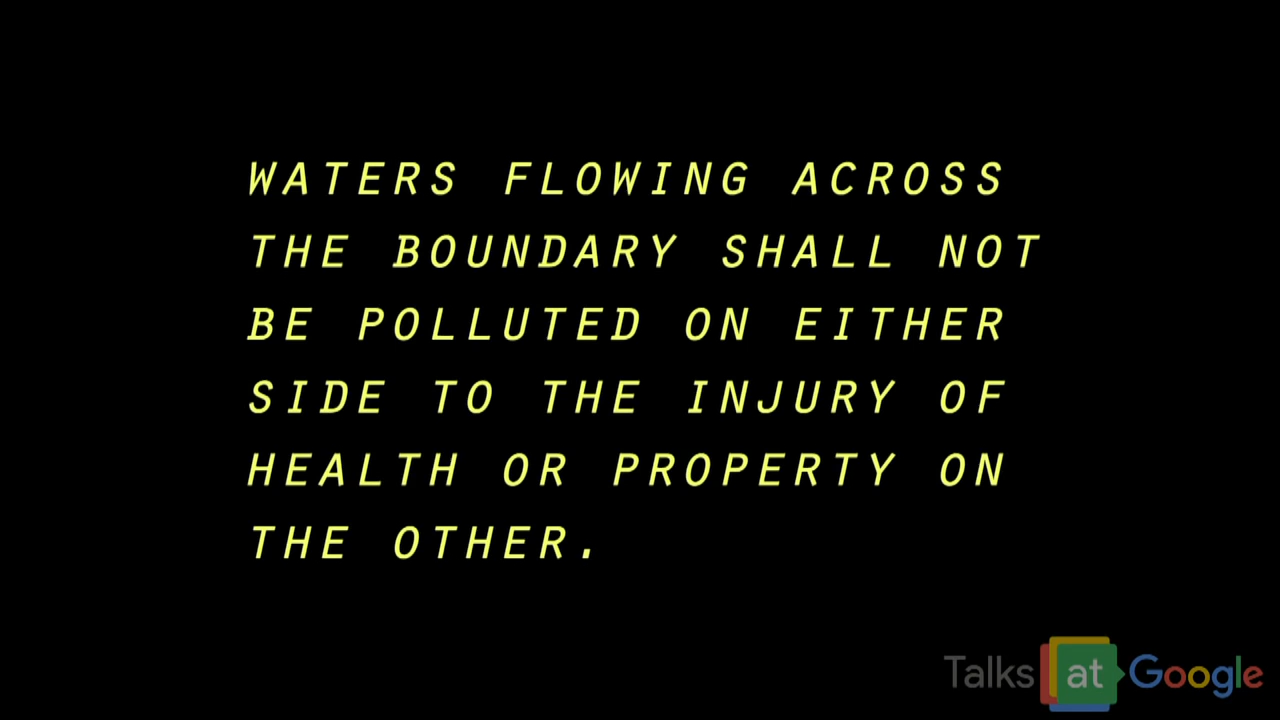 WATERS FLOWING ACROSS
THE BOUNDARY SHALL NOT
BE POLLUTED ON EITHER
SIDE TO THE INJURY OF
HEALTH OR PROPERTY ON
THE OTHER.
Talks at Google